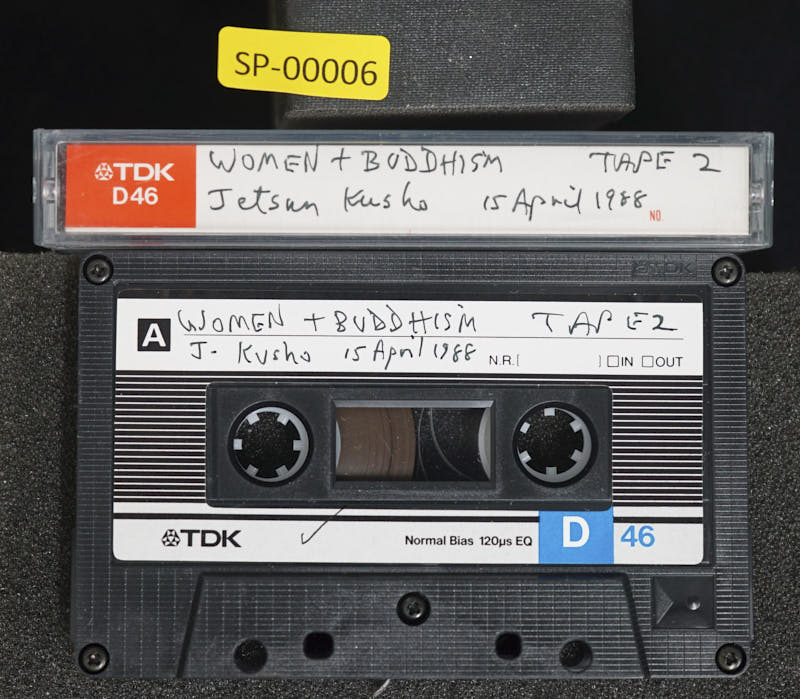 SP-00006
TDK
D46
WOMEN + BUDDHISM TAPE 2
Jetsun Kusho 15 April 1988
NO.
TDK
A
WOMEN + BUDDHISM TAPE 2
J. Kusho 15 April 1988 N.R.[ ] □IN □OUT
TDK
Normal Bias 120µs EQ
D 46